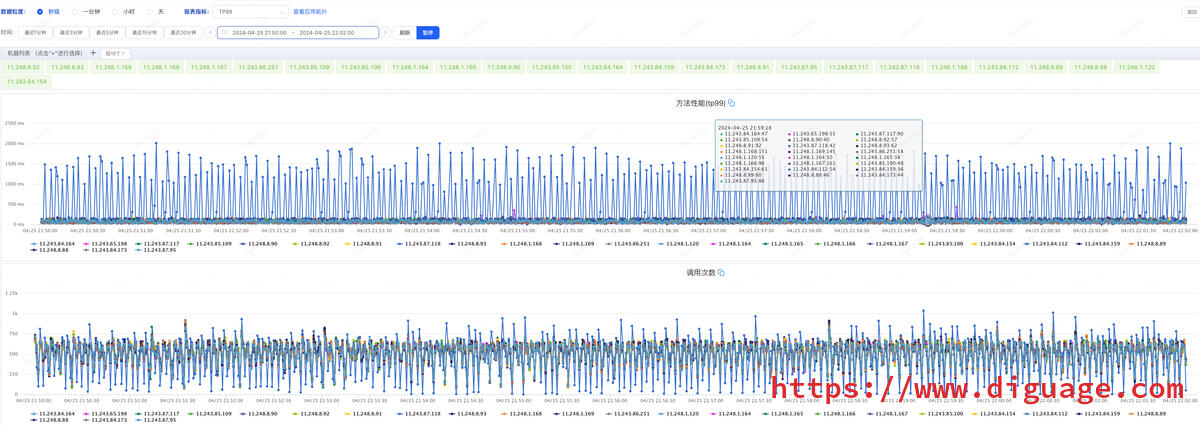 数据粒度: 秒级 一分钟 小时 天 报表指标: TP99 查看应用拓扑 返回
时间: 最近1分钟 最近3分钟 最近5分钟 最近15分钟 最近30分钟 2024-04-25 21:50:00 ~ 2024-04-25 22:02:00 刷新 暂停
机器列表 (点击"+"进行选择) + 后15个
11.248.8.92 11.248.8.93 11.248.1.168 11.248.1.169 11.248.1.167 11.243.86.251 11.243.85.109 11.243.65.198 11.248.1.164 11.248.1.165 11.248.8.90 11.243.85.100 11.243.84.164 11.243.84.159 11.243.84.173 11.248.8.91 11.243.87.95 11.243.87.117 11.243.87.118 11.248.1.166 11.243.84.112 11.248.8.89 11.248.8.88 11.248.1.120
11.243.84.154
方法性能(tp99)
2500 ms
2000 ms
1500 ms
1000 ms
500 ms
0 ms
2024-04-25 21:59:18
11.243.84.164:47 11.243.65.198:55 11.243.87.117:90
11.243.85.109:54 11.248.8.90:40 11.248.8.92:57
11.248.8.91:92 11.243.87.118:42 11.248.8.93:62
11.248.1.168:151 11.248.1.169:145 11.243.86.251:58
11.248.1.120:55 11.248.1.164:50 11.248.1.165:38
11.248.1.166:96 11.248.1.167:161 11.243.85.100:48
11.243.84.154:61 11.243.84.112:54 11.243.84.159:36
11.248.8.89:60 11.248.8.88:46 11.243.84.173:44
11.243.87.95:86
04/25 21:50:00 04/25 21:50:30 04/25 21:51:00 04/25 21:51:30 04/25 21:52:00 04/25 21:52:30 04/25 21:53:00 04/25 21:53:30 04/25 21:54:00 04/25 21:54:30 04/25 21:55:00 04/25 21:55:30 04/25 21:56:00 04/25 21:56:30 04/25 21:57:00 04/25 21:57:30 04/25 21:58:00 04/25 21:58:30 04/25 21:59:00 04/25 21:59:30 04/25 22:00:00 04/25 22:00:30 04/25 22:01:00 04/25 22:01:30 04/25 22:02:00
11.243.84.164 11.243.65.198 11.243.87.117 11.243.85.109 11.248.8.90 11.248.8.92 11.248.8.91 11.243.87.118 11.248.8.93 11.248.1.168 11.248.1.169 11.243.86.251 11.248.1.120 11.248.1.164 11.248.1.165 11.248.1.166 11.248.1.167 11.243.85.100 11.243.84.154 11.243.84.112 11.243.84.159 11.248.8.89
11.248.8.88 11.243.84.173 11.243.87.95
调用次数
1.25k
1k
750
500
250
0
04/25 21:50:00 04/25 21:50:30 04/25 21:51:00 04/25 21:51:30 04/25 21:52:00 04/25 21:52:30 04/25 21:53:00 04/25 21:53:30 04/25 21:54:00 04/25 21:54:30 04/25 21:55:00 04/25 21:55:30 04/25 21:56:00 04/25 21:56:30 04/25 21:57:00 04/25 21:57:30 04/25 21:58:00 04/25 21:58:30 04/25 21:59:00 04/25 21:59:30 04/25 22:00:00 04/25 22:00:30 04/25 22:01:00 04/25 22:01:30 04/25 22:02:00
https://www.diguage.com
11.243.84.164 11.243.65.198 11.243.87.117 11.243.85.109 11.248.8.90 11.248.8.92 11.248.8.91 11.243.87.118 11.248.8.93 11.248.1.168 11.248.1.169 11.243.86.251 11.248.1.120 11.248.1.164 11.248.1.165 11.248.1.166 11.248.1.167 11.243.85.100 11.243.84.154 11.243.84.112 11.243.84.159 11.248.8.89
11.248.8.88 11.243.84.173 11.243.87.95